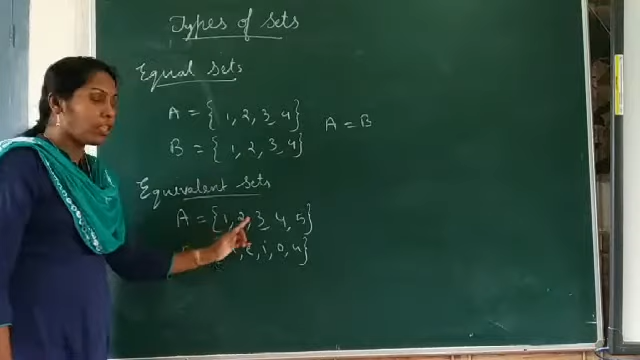 Types of Sets
Equal Sets
A = { 1, 2, 3, 4}
B = { 1, 2, 3, 4}
A = B
Equivalent Sets
A = {1, 2, 3, 4, 5}
e, i, o, u}